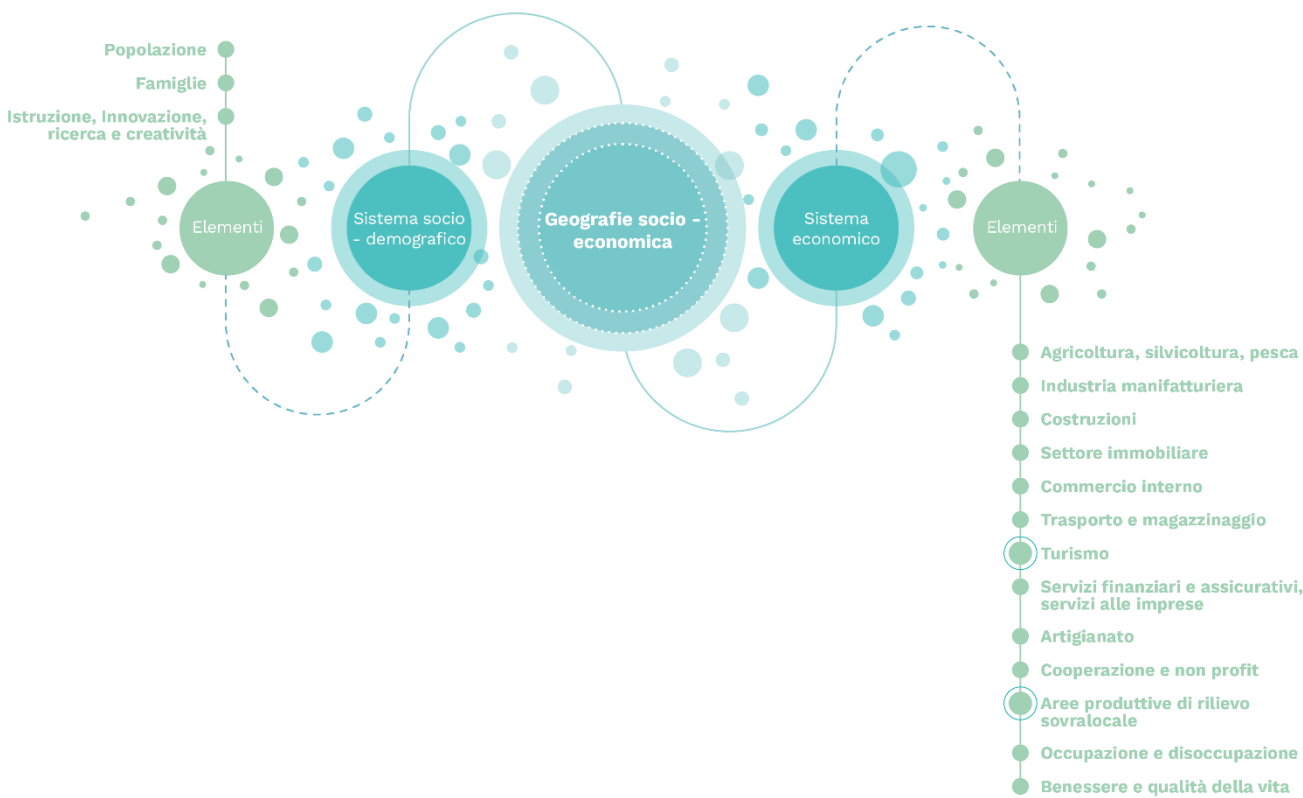 Popolazione
Famiglie
Istruzione, Innovazione,
ricerca e creatività
Elementi
Sistema socio
- demografico
Geografie socio -
economica
Sistema
economico
Elementi
Agricoltura, silvicoltura, pesca
Industria manifatturiera
Costruzioni
Settore immobiliare
Commercio interno
Trasporto e magazzinaggio
Turismo
Servizi finanziari e assicurativi,
servizi alle imprese
Artigianato
Cooperazione e non profit
Aree produttive di rilievo
sovralocale
Occupazione e disoccupazione
Benessere e qualità della vita